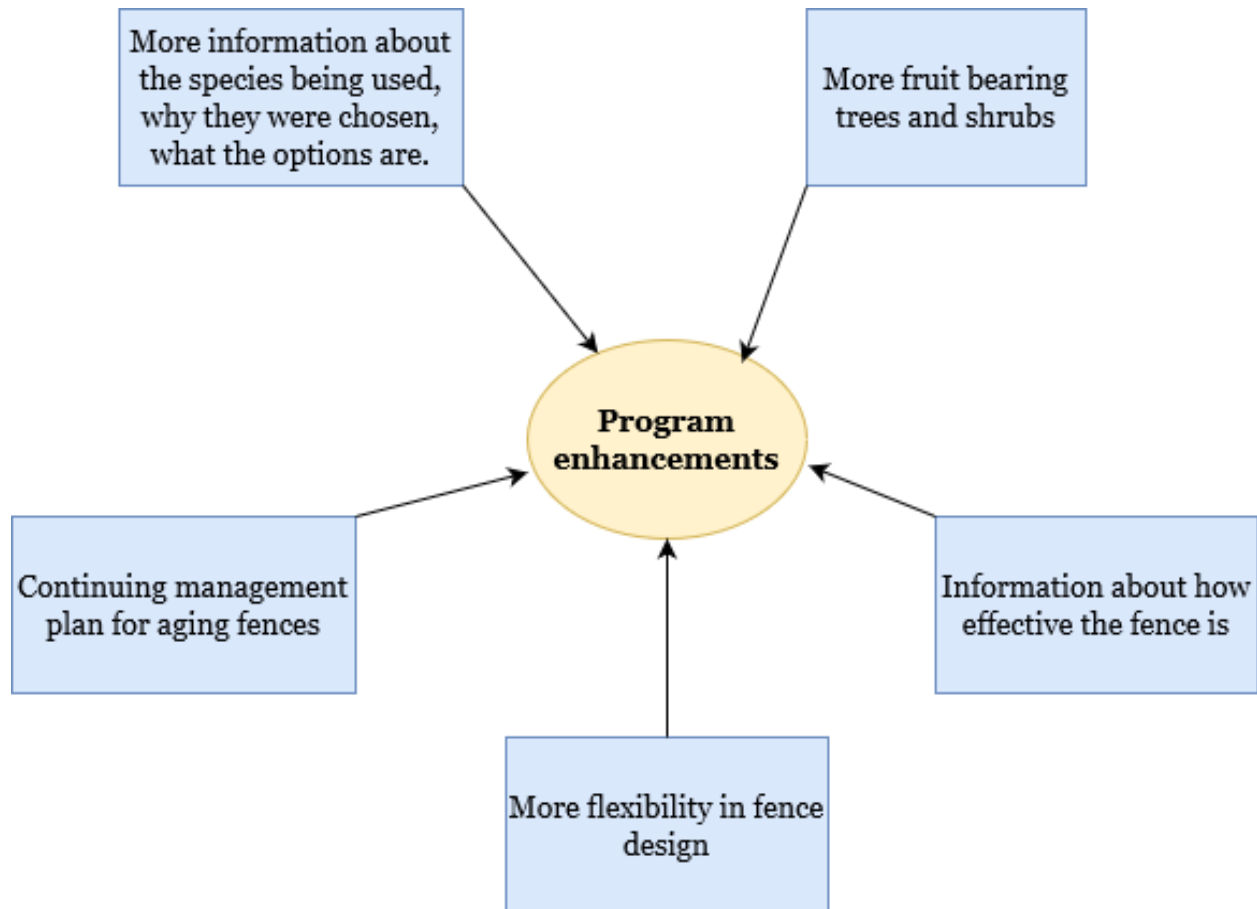 More information about
the species being used,
why they were chosen,
what the options are.
More fruit bearing
trees and shrubs
Program
enhancements
Continuing management
plan for aging fences
Information about how
effective the fence is
More flexibility in fence
design